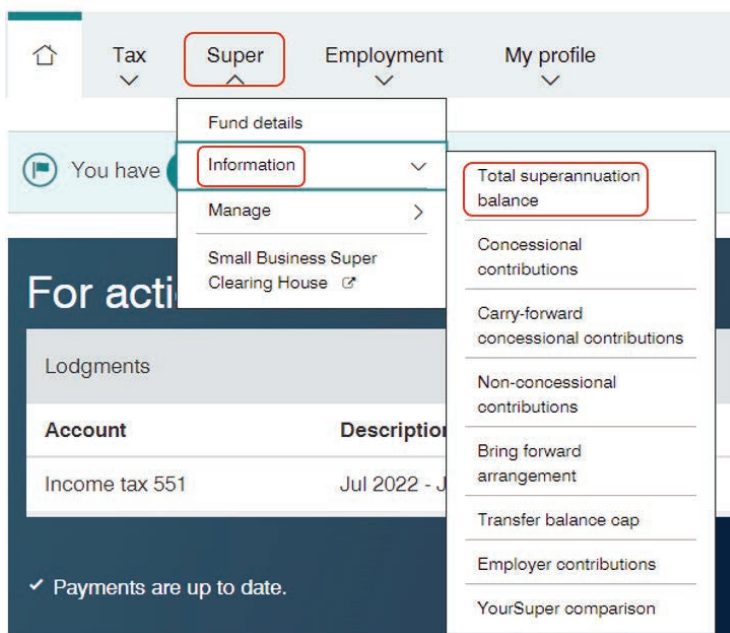 Tax
Super
Employment
My profile
You have
Fund details
Information
Manage
Small Business Super
Clearing House
Total superannuation
balance
Concessional
contributions
Carry-forward
concessional contributions
Non-concessional
contributions
Bring forward
arrangement
Transfer balance cap
Employer contributions
YourSuper comparison
For acti
Lodgments
Account
Description
Income tax 551
Jul 2022 - J
Payments are up to date.